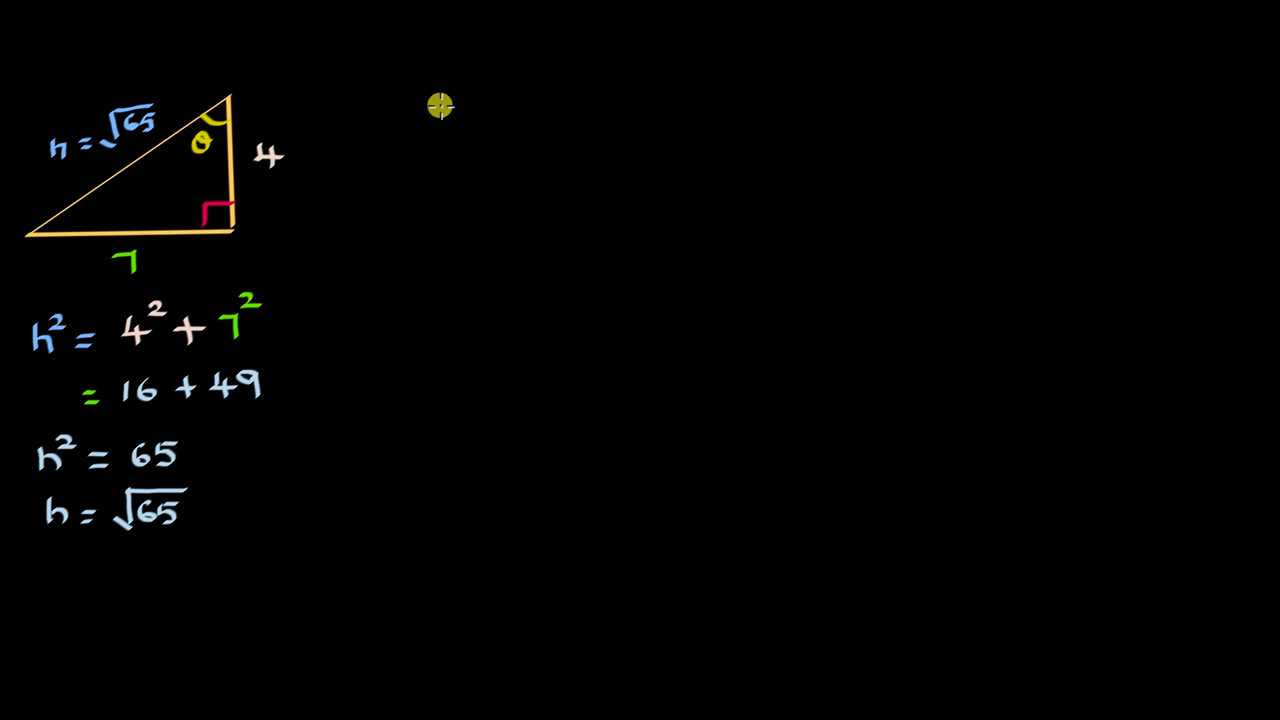 h = √65
θ
4
7
h² = 4² + 7²
= 16 + 49
h² = 65
h = √65